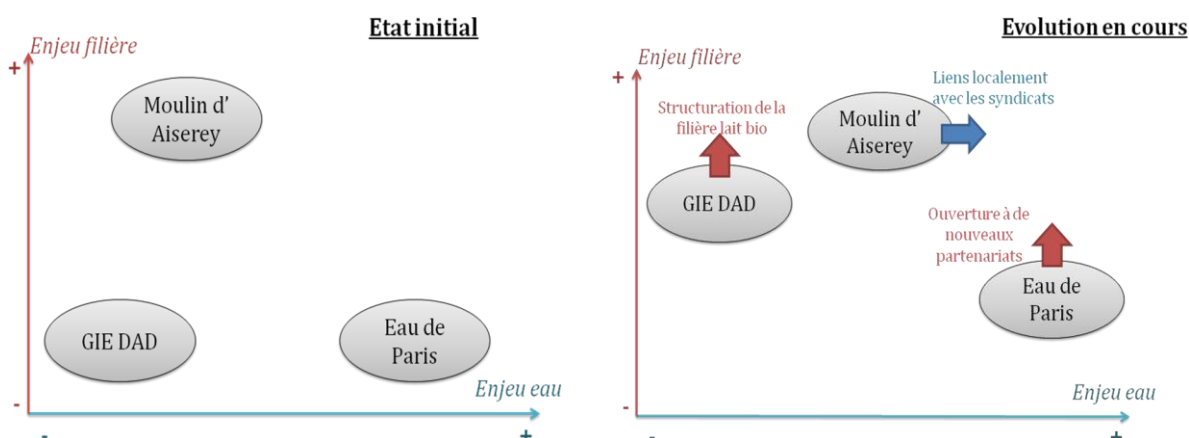 Etat initial
Enjeu filière
+
Moulin d'
Aiserey
GIE DAD
Eau de
Paris
Enjeu eau
-
-
+
Evolution en cours
Enjeu filière
+
Structuration de la
filière lait bio
Moulin d'
Aiserey
Liens localement
avec les syndicats
GIE DAD
Ouverture à de
nouveaux
partenariats
Eau de
Paris
Enjeu eau
-
-
+